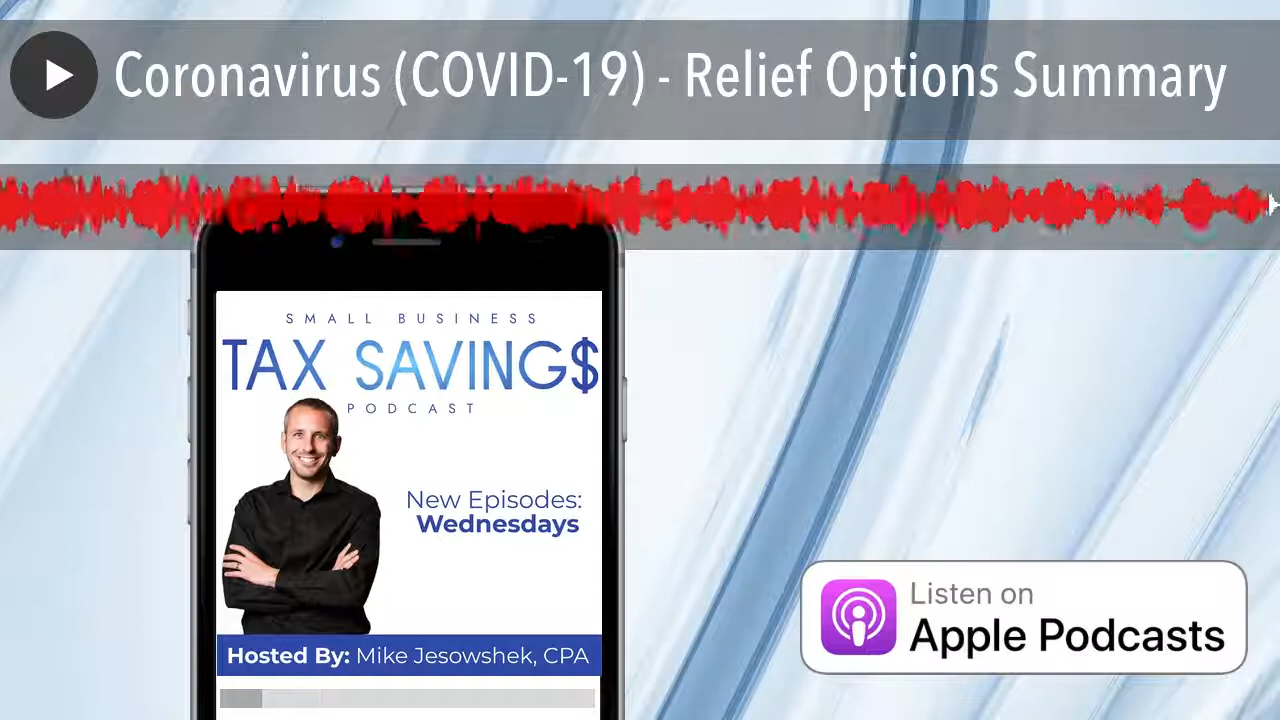 Coronavirus (COVID-19) - Relief Options Summary
SMALL BUSINESS
TAX SAVING$
PODCAST
New Episodes:
Wednesdays
Hosted By: Mike Jesowshek, CPA
Listen on
Apple Podcasts